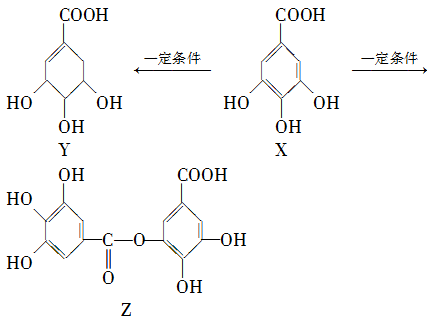 COOH COOH
一定条件 一定条件
HO OH HO OH
OH OH
Y X
OH COOH
HO
C O OH
HO
O OH
Z